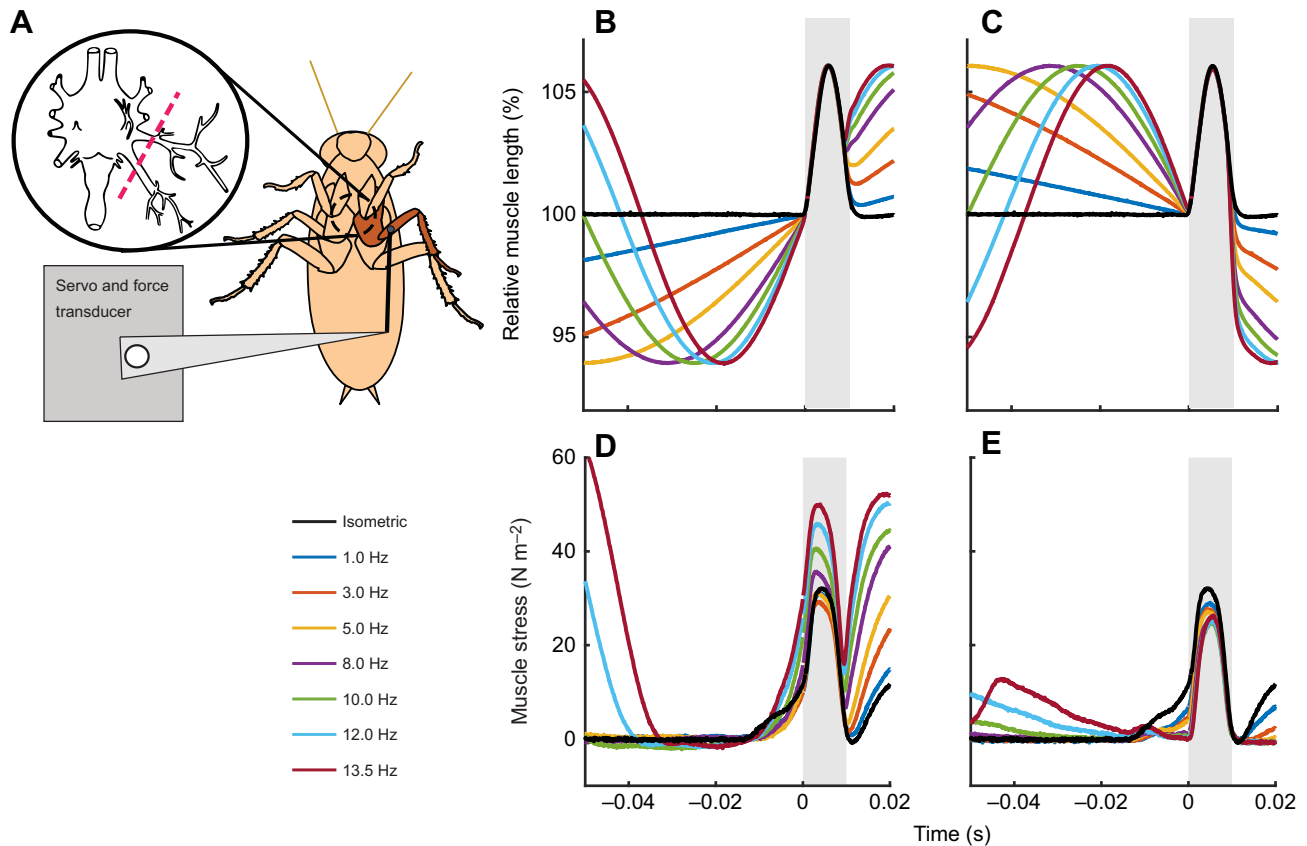 A
Servo and force
transducer
Isometric
1.0 Hz
3.0 Hz
5.0 Hz
8.0 Hz
10.0 Hz
12.0 Hz
13.5 Hz
B
C
Relative muscle length (%)
105
100
95
D
E
Muscle stress (N m−2)
60
40
20
0
−0.04
−0.02
0
0.02
−0.04
−0.02
0
0.02
Time (s)